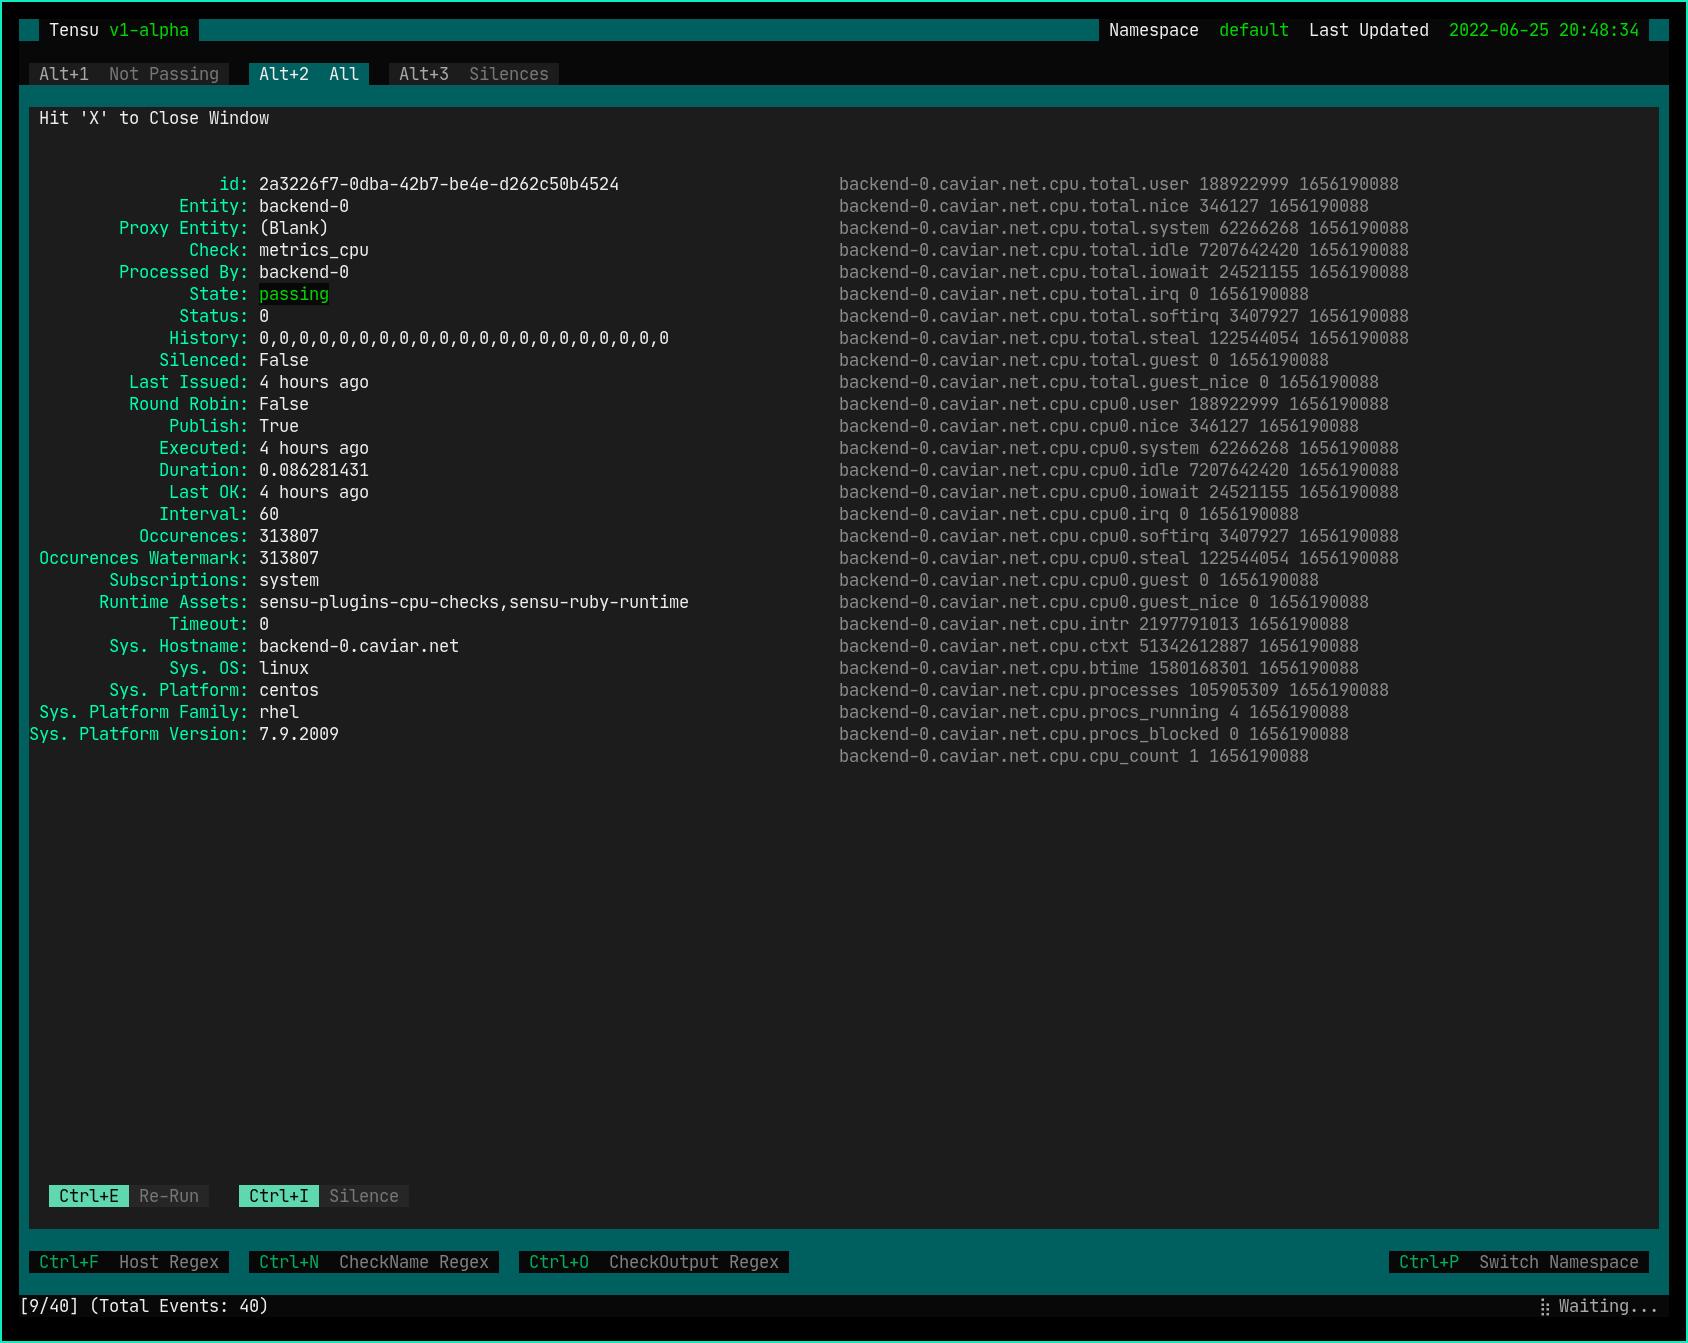 Tensu v1-alpha Namespace default Last Updated 2022-06-25 20:48:34
Alt+1 Not Passing Alt+2 All Alt+3 Silences
Hit 'X' to Close Window
id: 2a3226f7-0dba-42b7-be4e-d262c50b4524
Entity: backend-0
Proxy Entity: (Blank)
Check: metrics_cpu
Processed By: backend-0
State: passing
Status: 0
History: 0,0,0,0,0,0,0,0,0,0,0,0,0,0,0,0,0,0,0,0,0
Silenced: False
Last Issued: 4 hours ago
Round Robin: False
Publish: True
Executed: 4 hours ago
Duration: 0.086281431
Last OK: 4 hours ago
Interval: 60
Occurences: 313807
Occurences Watermark: 313807
Subscriptions: system
Runtime Assets: sensu-plugins-cpu-checks,sensu-ruby-runtime
Timeout: 0
Sys. Hostname: backend-0.caviar.net
Sys. OS: linux
Sys. Platform: centos
Sys. Platform Family: rhel
Sys. Platform Version: 7.9.2009
backend-0.caviar.net.cpu.total.user 188922999 1656190088
backend-0.caviar.net.cpu.total.nice 346127 1656190088
backend-0.caviar.net.cpu.total.system 62266268 1656190088
backend-0.caviar.net.cpu.total.idle 7207642420 1656190088
backend-0.caviar.net.cpu.total.iowait 24521155 1656190088
backend-0.caviar.net.cpu.total.irq 0 1656190088
backend-0.caviar.net.cpu.total.softirq 3407927 1656190088
backend-0.caviar.net.cpu.total.steal 122544054 1656190088
backend-0.caviar.net.cpu.total.guest 0 1656190088
backend-0.caviar.net.cpu.total.guest_nice 0 1656190088
backend-0.caviar.net.cpu.cpu0.user 188922999 1656190088
backend-0.caviar.net.cpu.cpu0.nice 346127 1656190088
backend-0.caviar.net.cpu.cpu0.system 62266268 1656190088
backend-0.caviar.net.cpu.cpu0.idle 7207642420 1656190088
backend-0.caviar.net.cpu.cpu0.iowait 24521155 1656190088
backend-0.caviar.net.cpu.cpu0.irq 0 1656190088
backend-0.caviar.net.cpu.cpu0.softirq 3407927 1656190088
backend-0.caviar.net.cpu.cpu0.steal 122544054 1656190088
backend-0.caviar.net.cpu.cpu0.guest 0 1656190088
backend-0.caviar.net.cpu.cpu0.guest_nice 0 1656190088
backend-0.caviar.net.cpu.intr 2197791013 1656190088
backend-0.caviar.net.cpu.ctxt 51342612887 1656190088
backend-0.caviar.net.cpu.btime 1580168301 1656190088
backend-0.caviar.net.cpu.processes 105905309 1656190088
backend-0.caviar.net.cpu.procs_running 4 1656190088
backend-0.caviar.net.cpu.procs_blocked 0 1656190088
backend-0.caviar.net.cpu.cpu_count 1 1656190088
Ctrl+E Re-Run Ctrl+I Silence
Ctrl+F Host Regex Ctrl+N CheckName Regex Ctrl+O CheckOutput Regex Ctrl+P Switch Namespace
[9/40] (Total Events: 40) Waiting...